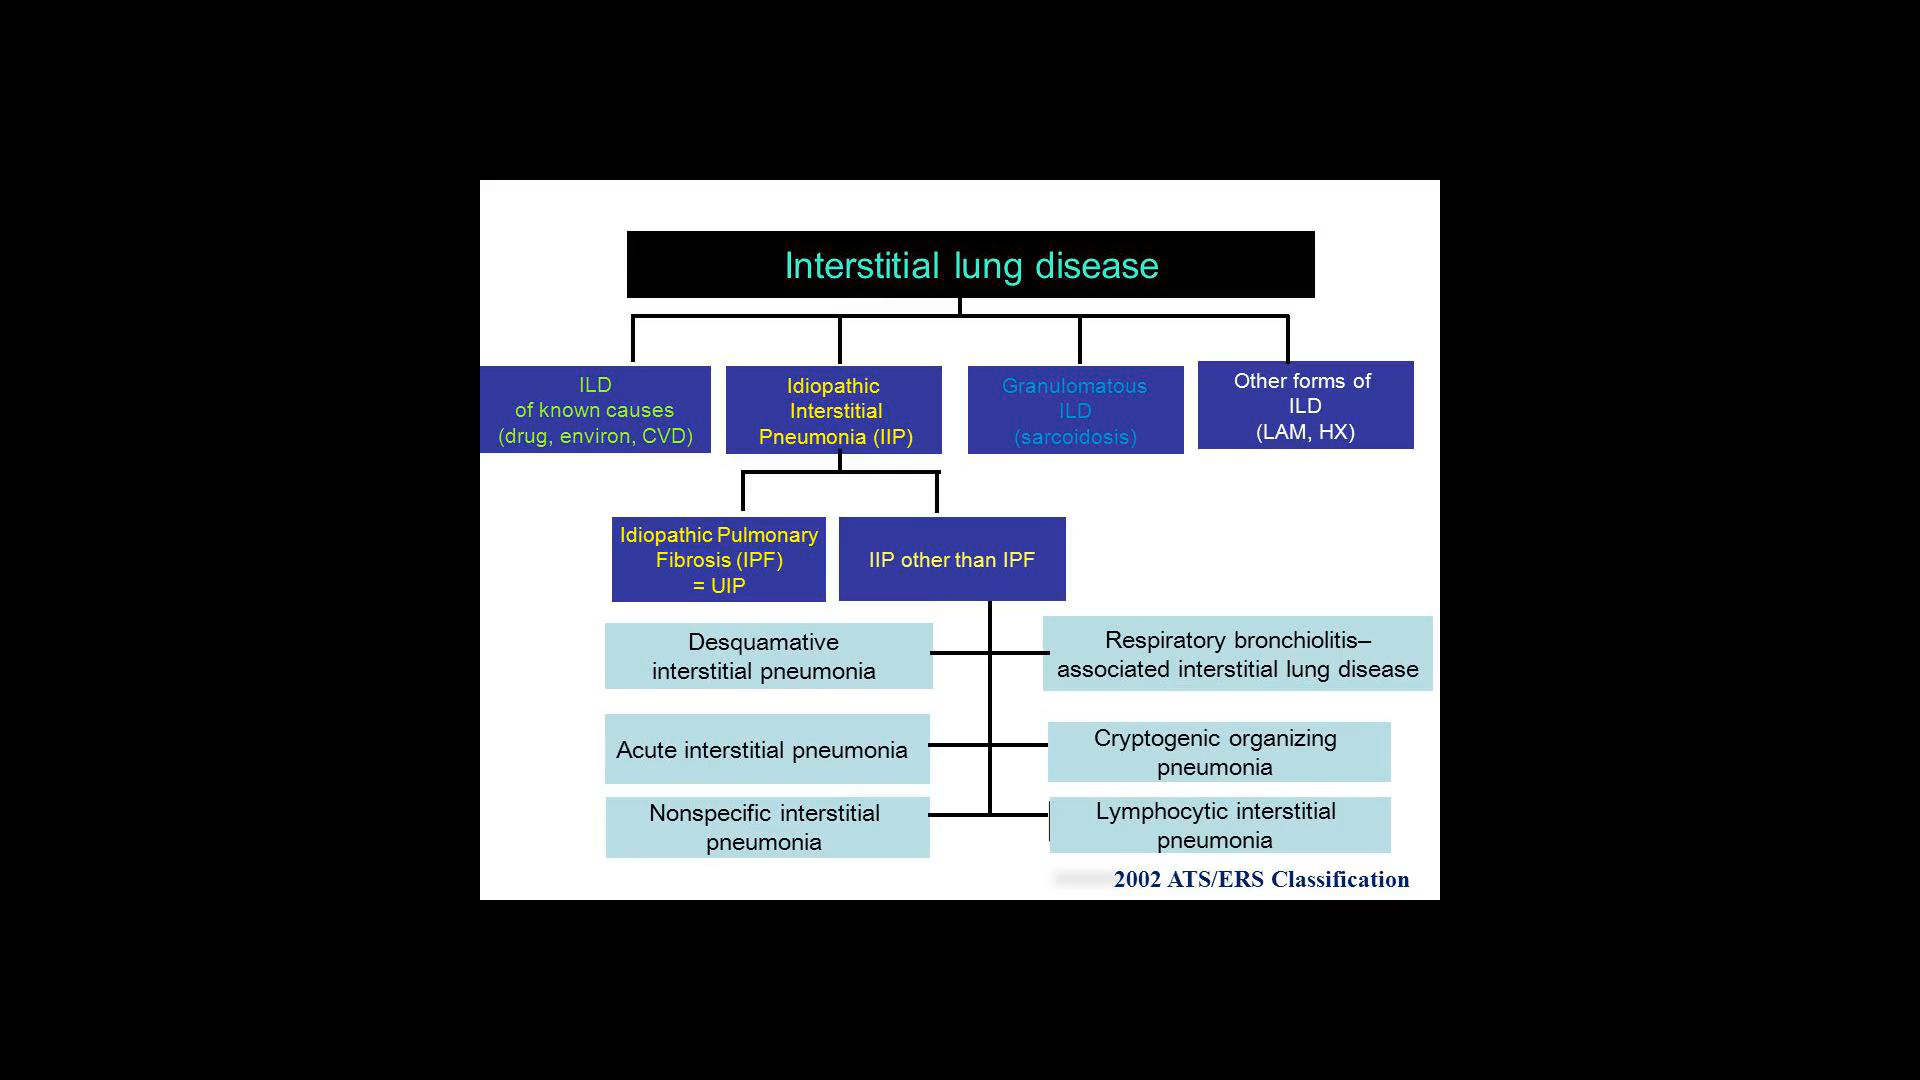 Interstitial lung disease
ILD
of known causes
(drug, environ, CVD)
Idiopathic
Interstitial
Pneumonia (IIP)
Granulomatous
ILD
(sarcoidosis)
Other forms of
ILD
(LAM, HX)
Idiopathic Pulmonary
Fibrosis (IPF)
= UIP
IIP other than IPF
Desquamative
interstitial pneumonia
Respiratory bronchiolitis–
associated interstitial lung disease
Acute interstitial pneumonia
Cryptogenic organizing
pneumonia
Nonspecific interstitial
pneumonia
Lymphocytic interstitial
pneumonia
2002 ATS/ERS Classification